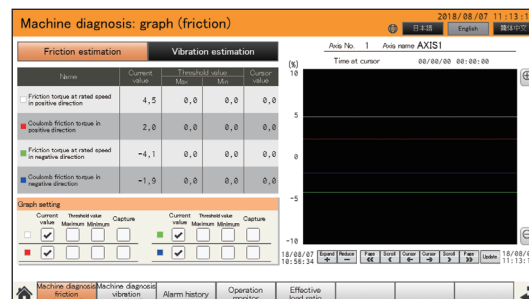 Machine diagnosis: graph (friction)
2018/08/07 11:13:1
日本語 English 簡体中文
Friction estimation Vibration estimation
Axis No. 1 Axis name AXIS1
Time at cursor 00/00/00 00:00:00
Name Current value Threshold value Max Min Cursor value
Friction torque at rated speed in positive direction 4,5 0,0 0,0 0,0
Coulomb friction torque in positive direction 2,0 0,0 0,0 0,0
Friction torque at rated speed in negative direction -4,1 0,0 0,0 0,0
Coulomb friction torque in negative direction -1,9 0,0 0,0 0,0
(%)
10
5
0
-5
-10
Graph setting
Current value Threshold value Maximum Minimum Capture Current value Threshold value Maximum Minimum Capture
18/08/07 10:56:34
Expand + Reduce - Page Scroll Cursor Cursor Scroll Page Update
18/08/0
11:13:1
Machine diagnosis friction
Machine diagnosis vibration
Alarm history
Operation monitor
Effective load ratio